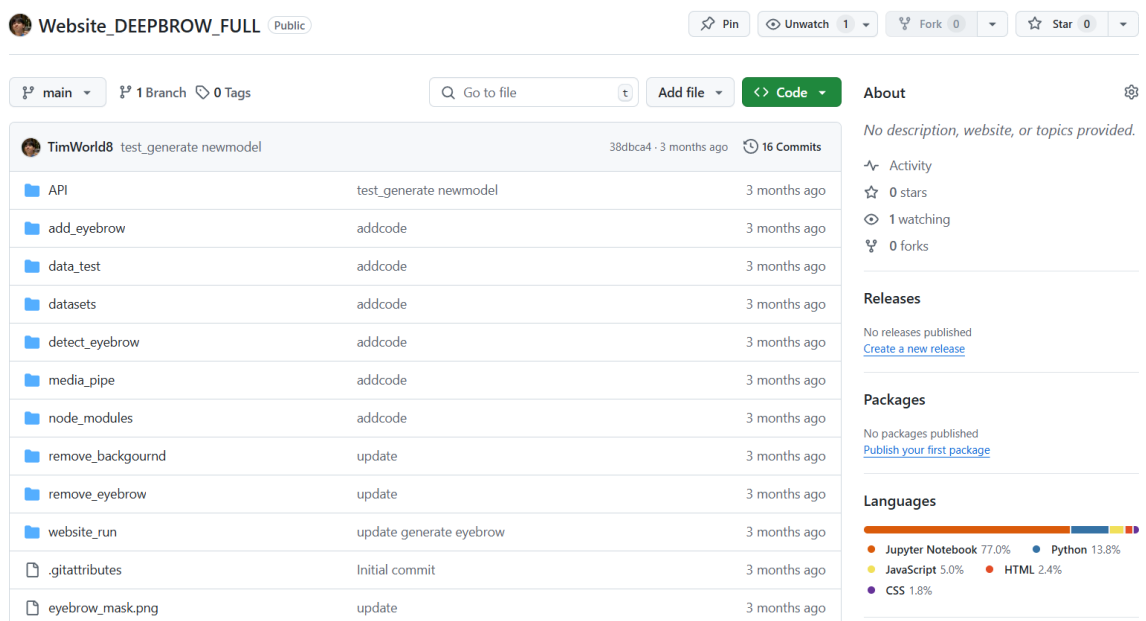 Website_DEEPBROW_FULL Public Pin Unwatch 1 Fork 0 Star 0
main 1 Branch 0 Tags Go to file t Add file Code
TimWorld8 test_generate newmodel 38dbca4 · 3 months ago 16 Commits
API test_generate newmodel 3 months ago
add_eyebrow addcode 3 months ago
data_test addcode 3 months ago
datasets addcode 3 months ago
detect_eyebrow addcode 3 months ago
media_pipe addcode 3 months ago
node_modules addcode 3 months ago
remove_backgournd update 3 months ago
remove_eyebrow update 3 months ago
website_run update generate eyebrow 3 months ago
.gitattributes Initial commit 3 months ago
eyebrow_mask.png update 3 months ago
About
No description, website, or topics provided.
Activity
0 stars
1 watching
0 forks
Releases
No releases published
Create a new release
Packages
No packages published
Publish your first package
Languages
Jupyter Notebook 77.0% Python 13.8%
JavaScript 5.0% HTML 2.4%
CSS 1.8%